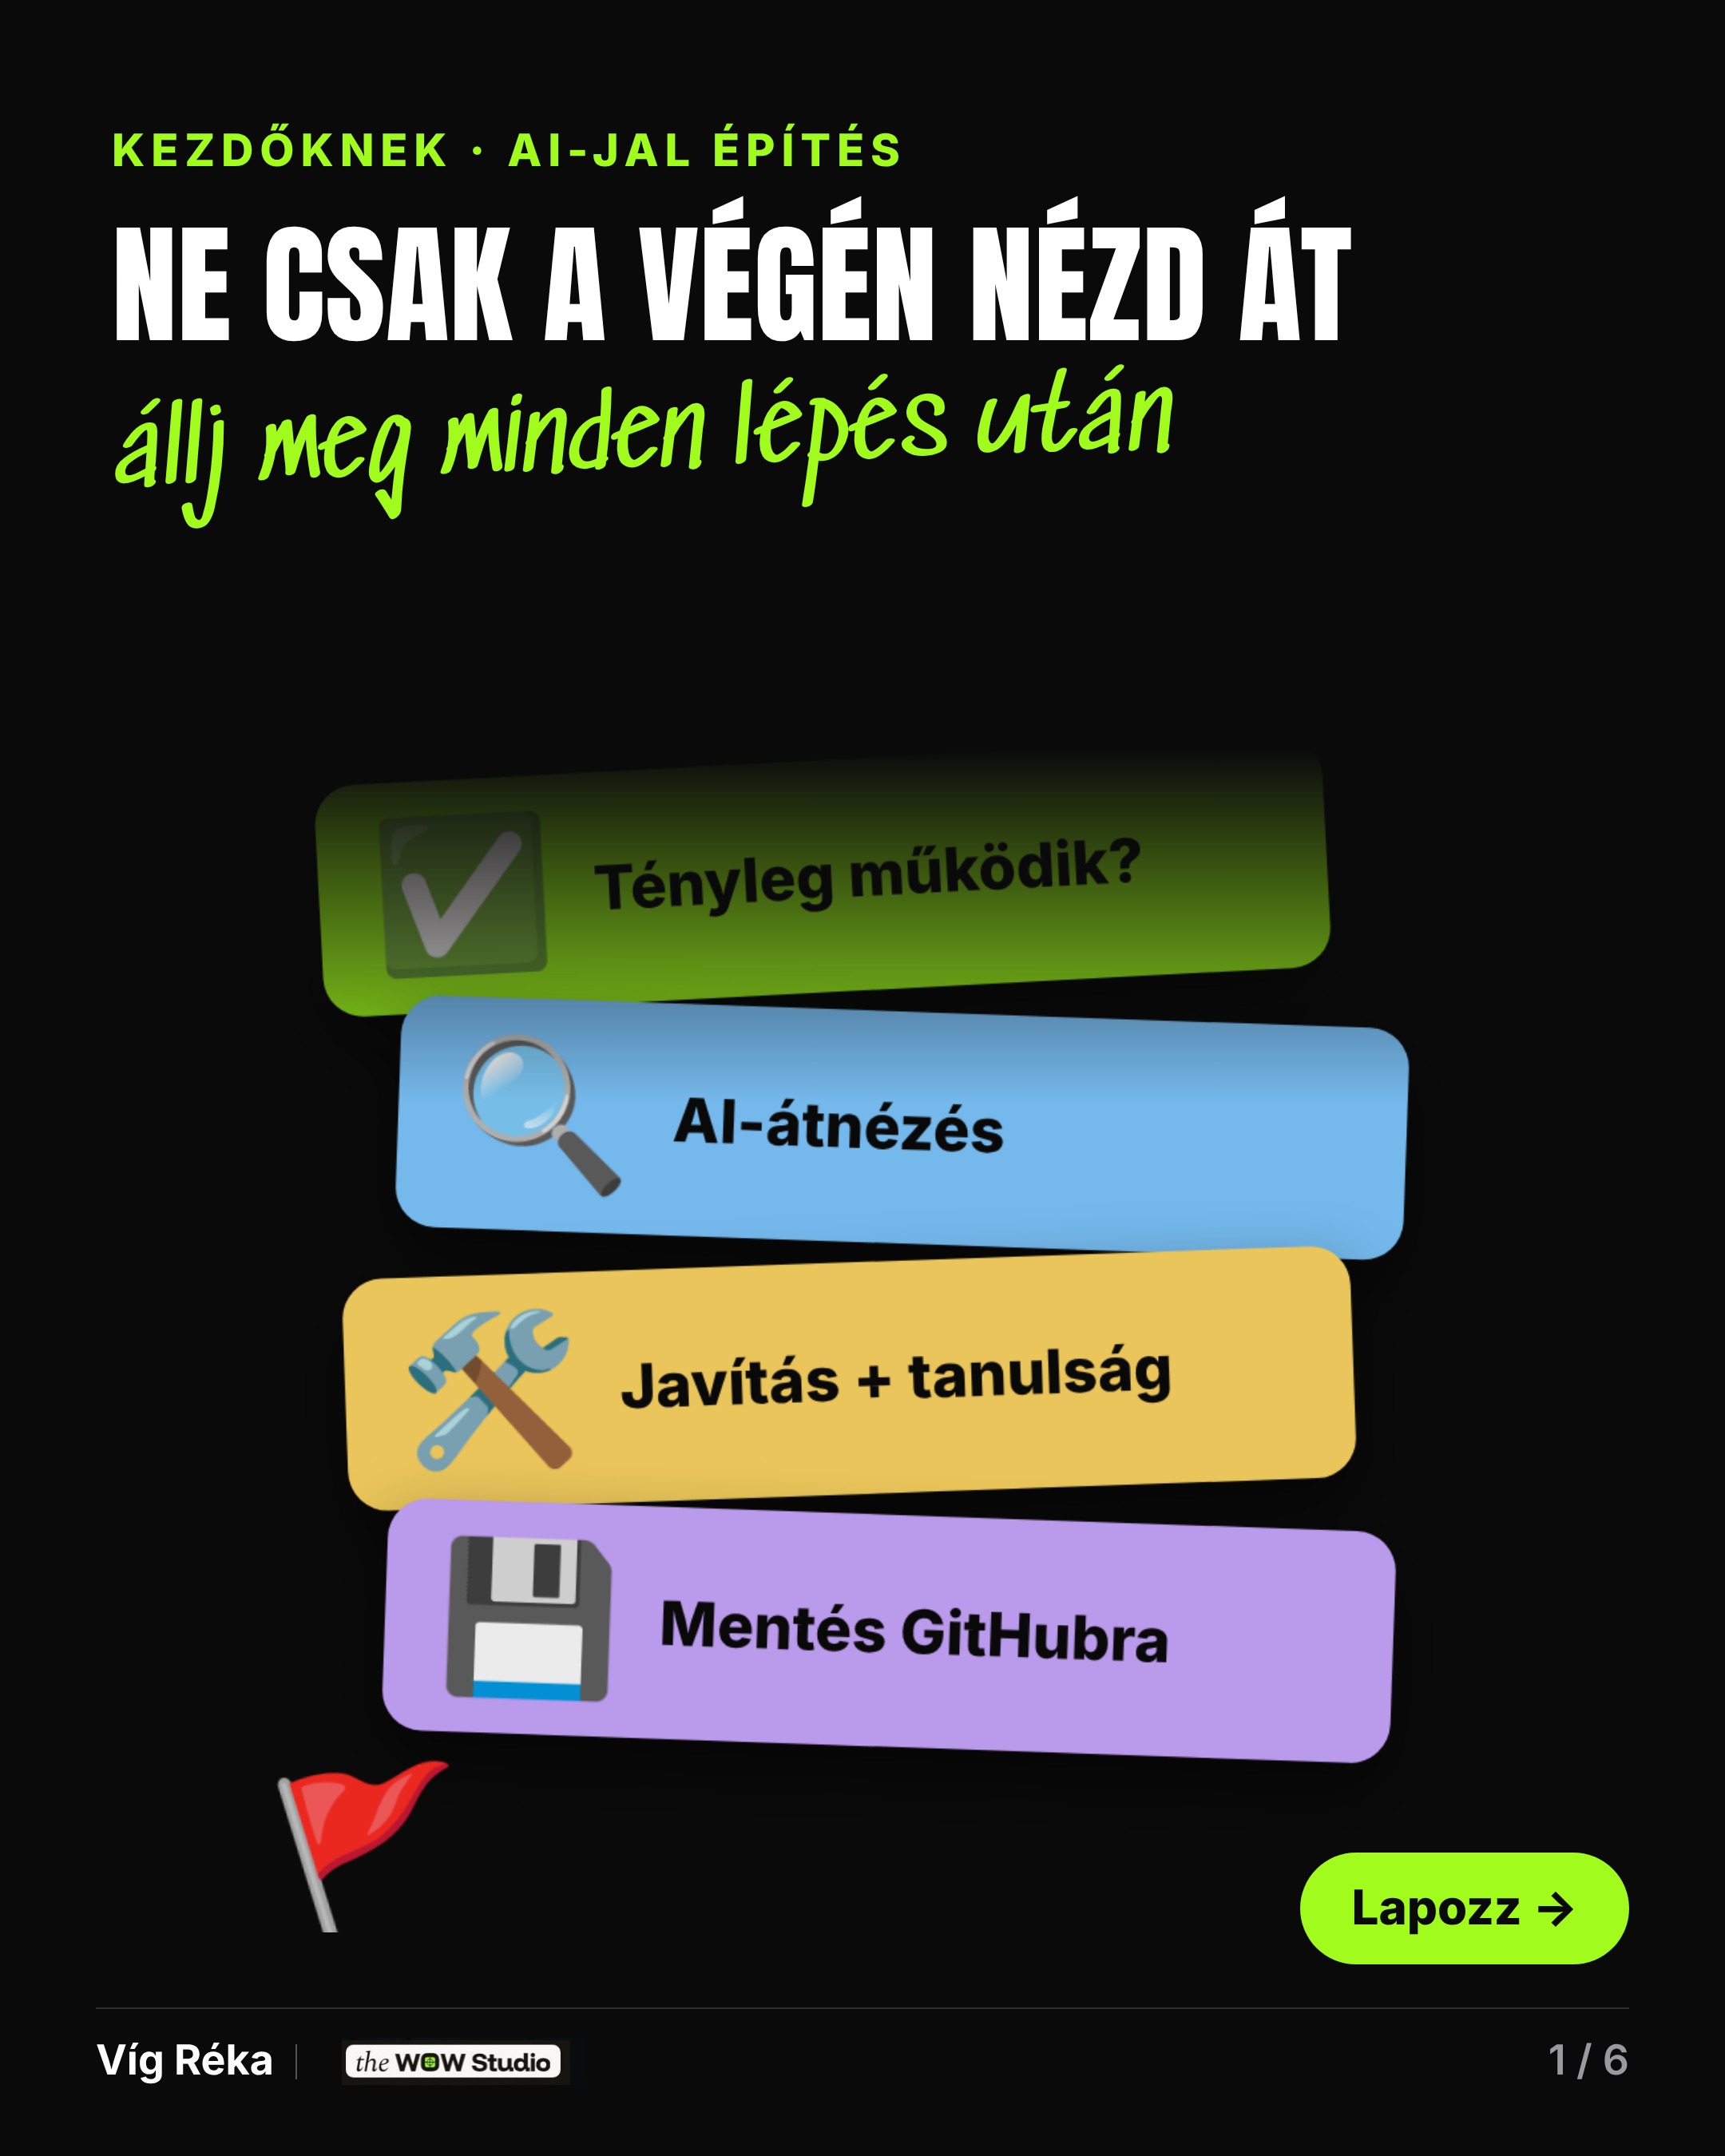 KEZDŐKNEK · AI-JAL ÉPÍTÉS
NE CSAK A VÉGÉN NÉZD ÁT
állj meg minden lépés után
Tényleg működik?
AI-átnézés
Javítás + tanulság
Mentés GitHubra
Lapozz →
Víg Réka
the WOW Studio
1 / 6